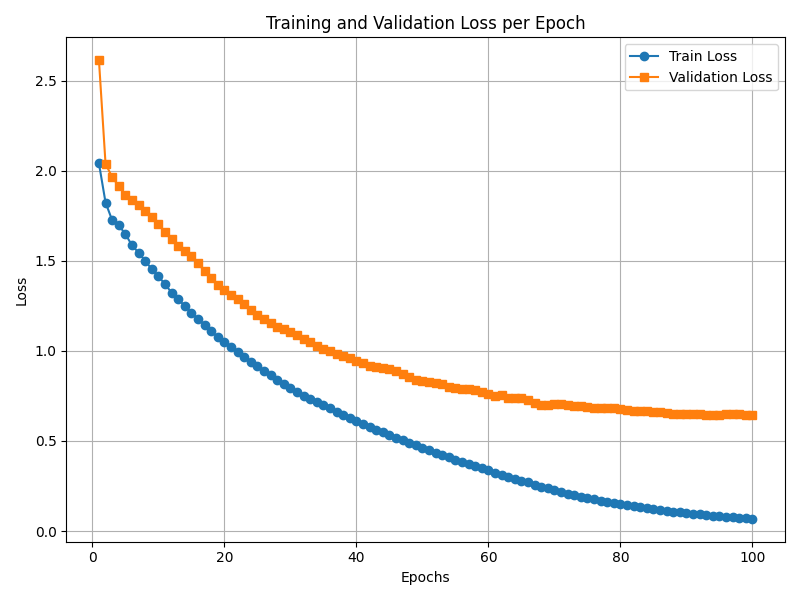 Training and Validation Loss per Epoch
Train Loss
Validation Loss
2.5
2.0
1.5
1.0
0.5
0.0
Loss
0 20 40 60 80 100
Epochs